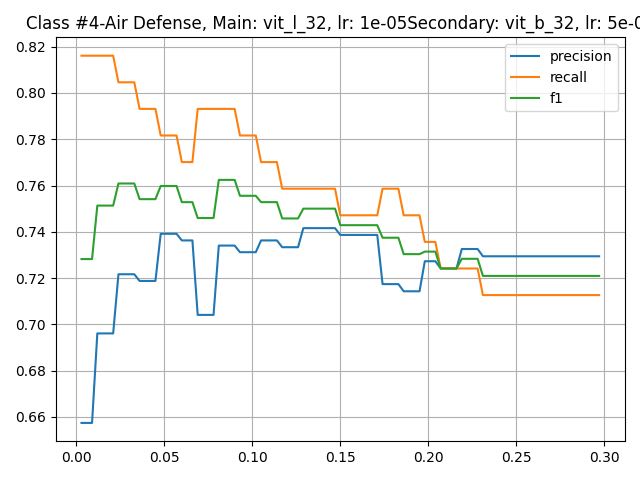 Class #4-Air Defense, Main: vit_l_32, lr: 1e-05Secondary: vit_b_32, lr: 5e-0
0.82
0.80
0.78
0.76
0.74
0.72
0.70
0.68
0.66
precision
recall
f1
0.00 0.05 0.10 0.15 0.20 0.25 0.30